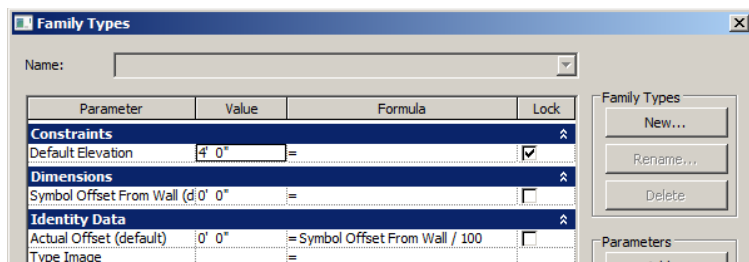 Family Types
Name:
Parameter Value Formula Lock
Family Types
New...
Constraints
Default Elevation 4' 0" =
Rename...
Dimensions
Symbol Offset From Wall (d 0' 0" =
Delete
Identity Data
Actual Offset (default) 0' 0" = Symbol Offset From Wall / 100
Parameters
Type Image =